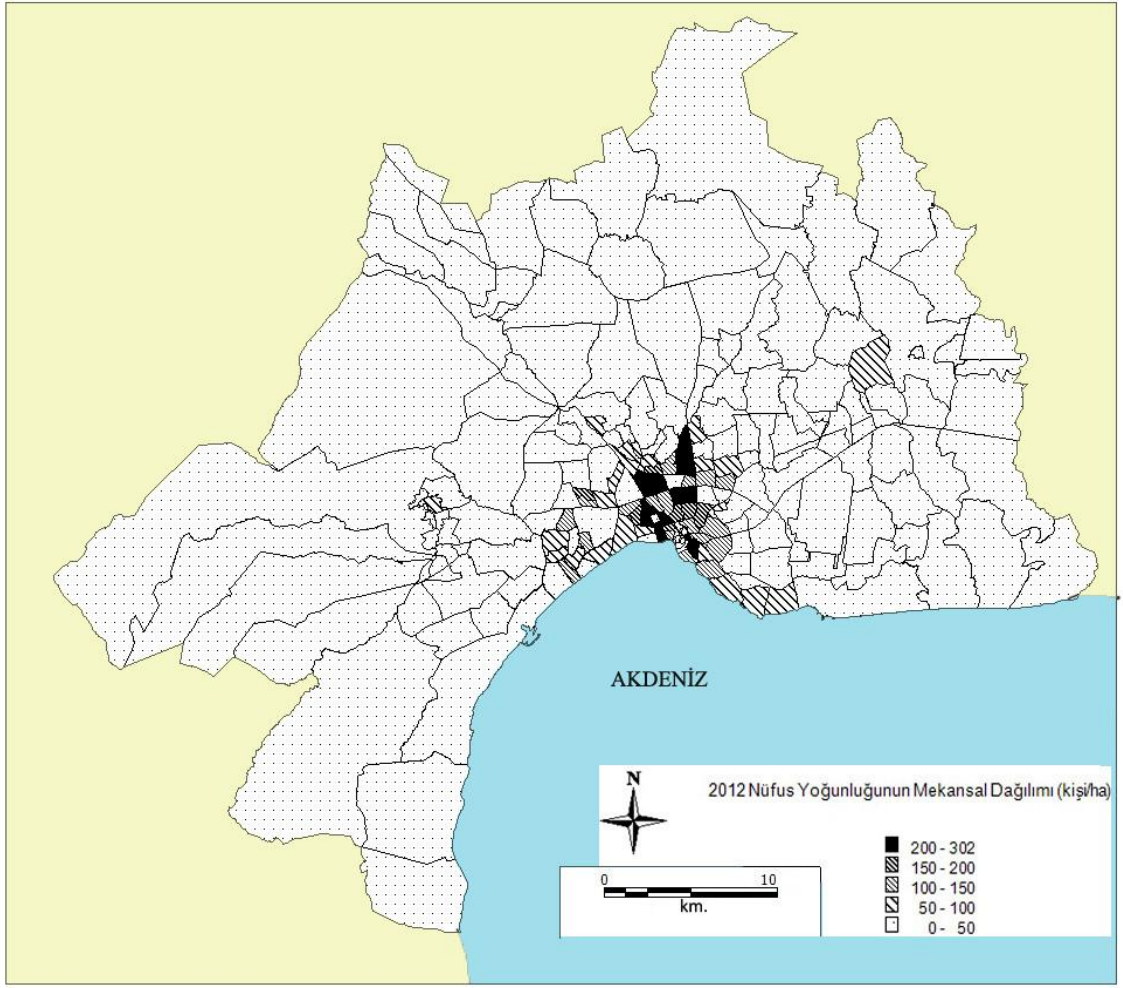 AKDENİZ
N
2012 Nüfus Yoğunluğunun Mekansal Dağılımı (kişi/ha)
200 - 302
150 - 200
100 - 150
50 - 100
0 - 50
0 10
km.